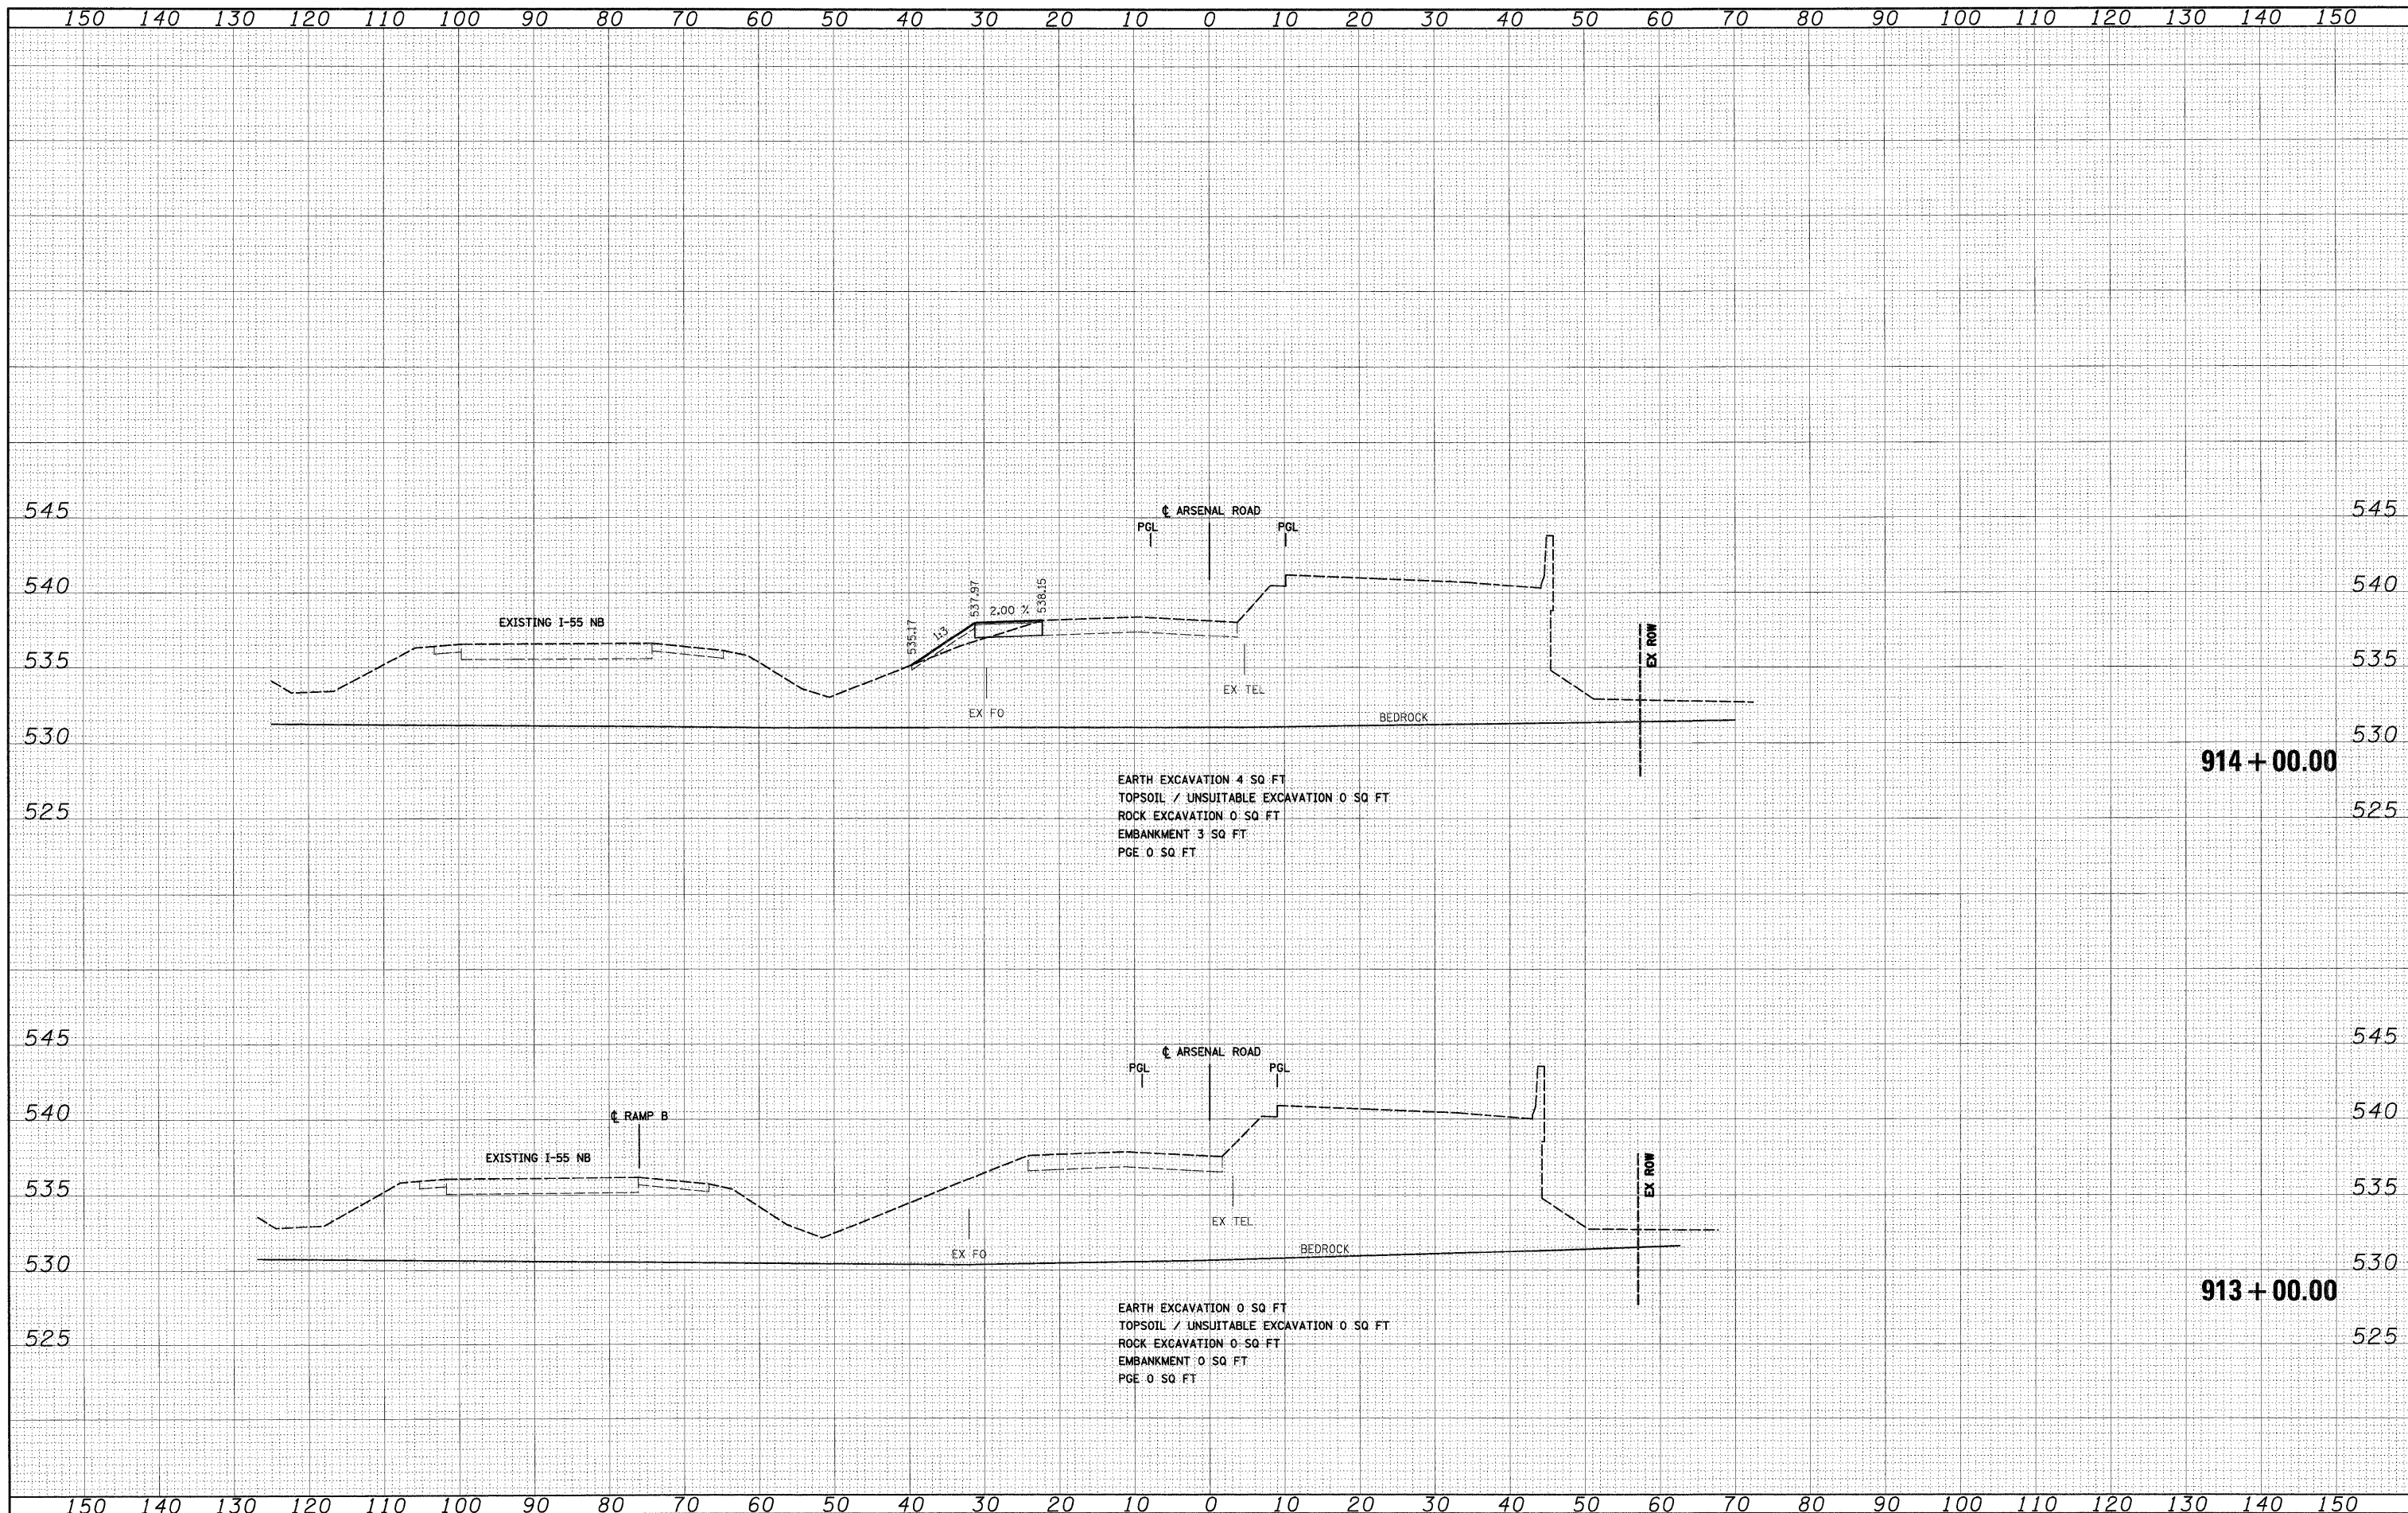 150 140 130 120 110 100 90 80 70 60 50 40 30 20 10 0 10 20 30 40 50 60 70 80 90 100 110 120 130 140 150
545 545
℄ ARSENAL ROAD
PGL PGL
540 540
537.97
2.00 %
538.15
EXISTING I-55 NB
535.17
1:3
EX ROW
535 535
EX TEL
EX FO
BEDROCK
530 530
914+00.00
EARTH EXCAVATION 4 SQ FT
TOPSOIL / UNSUITABLE EXCAVATION 0 SQ FT
525 525
ROCK EXCAVATION 0 SQ FT
EMBANKMENT 3 SQ FT
PGE 0 SQ FT
545 545
℄ ARSENAL ROAD
PGL PGL
540 540
℄ RAMP B
EXISTING I-55 NB
EX ROW
535 535
EX TEL
EX FO
BEDROCK
530 530
913+00.00
EARTH EXCAVATION 0 SQ FT
TOPSOIL / UNSUITABLE EXCAVATION 0 SQ FT
525 525
ROCK EXCAVATION 0 SQ FT
EMBANKMENT 0 SQ FT
PGE 0 SQ FT
150 140 130 120 110 100 90 80 70 60 50 40 30 20 10 0 10 20 30 40 50 60 70 80 90 100 110 120 130 140 150